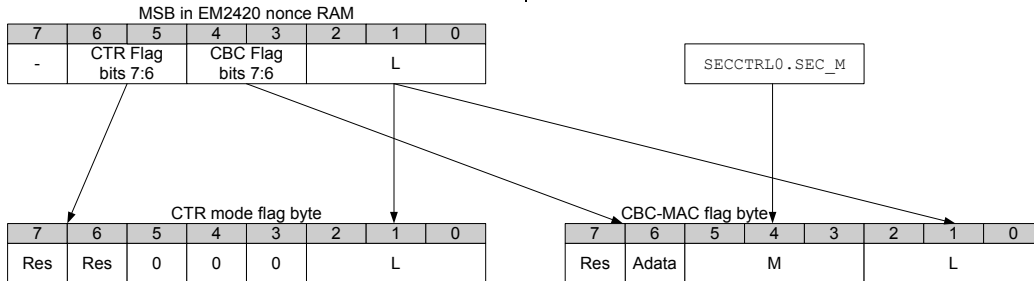 MSB in EM2420 nonce RAM
7 6 5 4 3 2 1 0
- CTR Flag bits 7:6 CBC Flag bits 7:6 L
SECCTRL0.SEC_M
CTR mode flag byte
7 6 5 4 3 2 1 0
Res Res 0 0 0 L
CBC-MAC flag byte
7 6 5 4 3 2 1 0
Res Adata M L